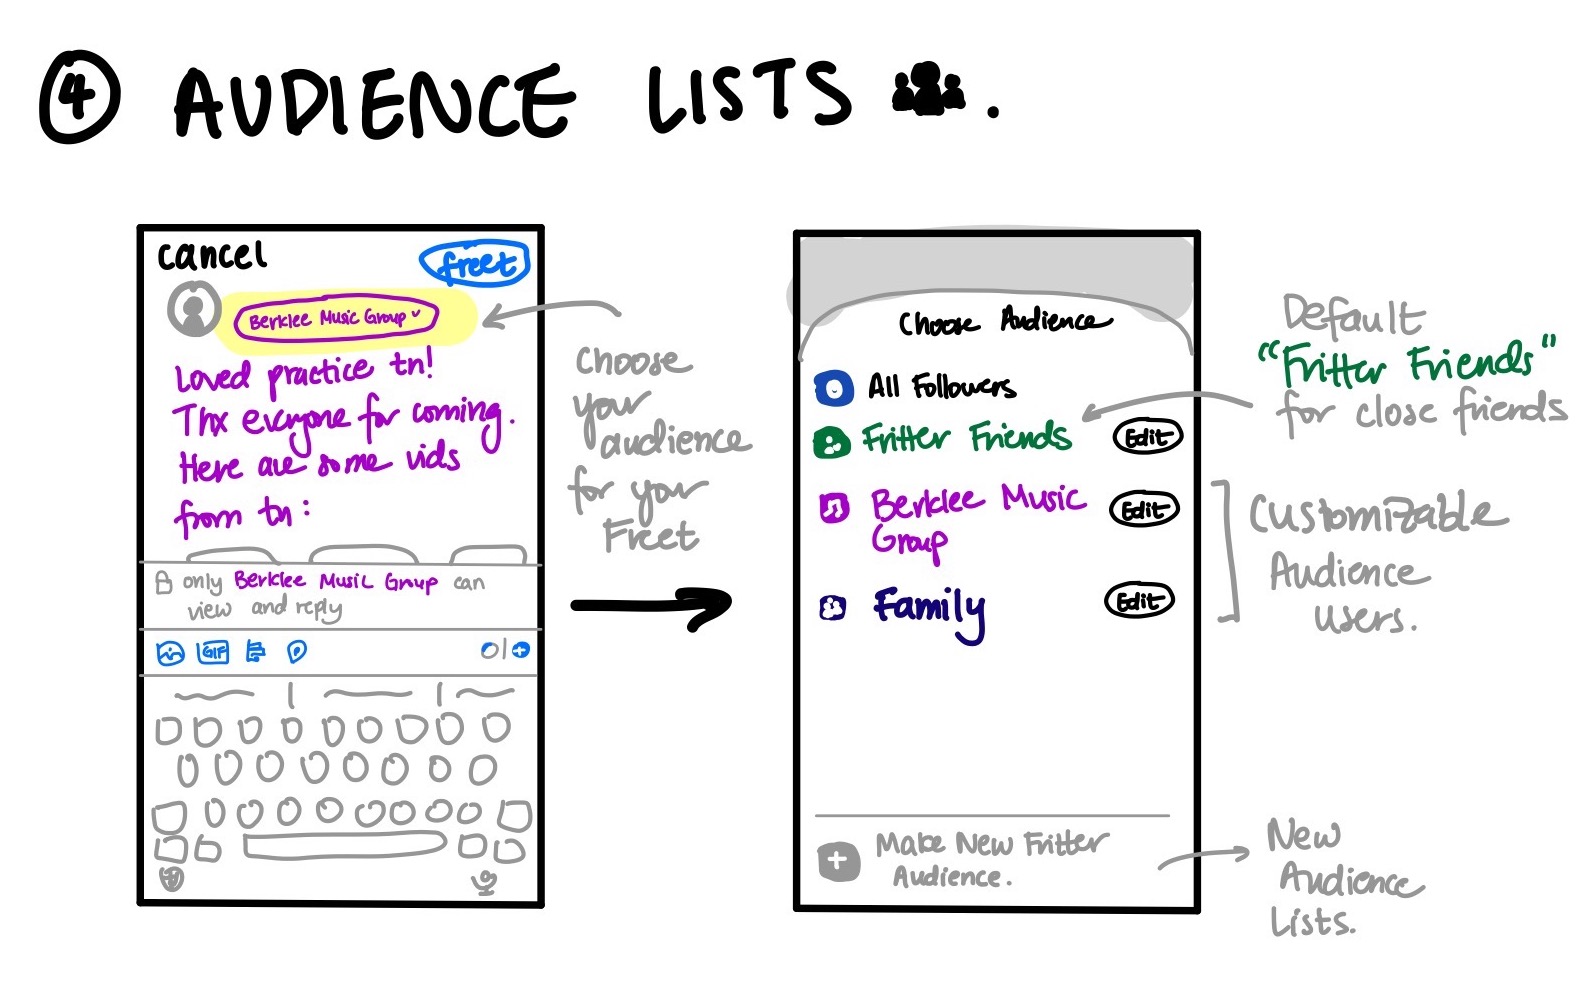 4 AUDIENCE LISTS .
cancel
freet
Berklee Music Group
Loved practice tn!
Thx everyone for coming.
Here are some vids
from tn:
only Berklee Music Group can
view and reply
GIF
Choose
your
audience
for your
Freet
Choose Audience
All Followers
Fritter Friends
Edit
Berklee Music
Group
Edit
Family
Edit
Make New Fritter
Audience.
Default
"Fritter Friends"
for close friends
Customizable
Audience
Users.
New
Audience
Lists.